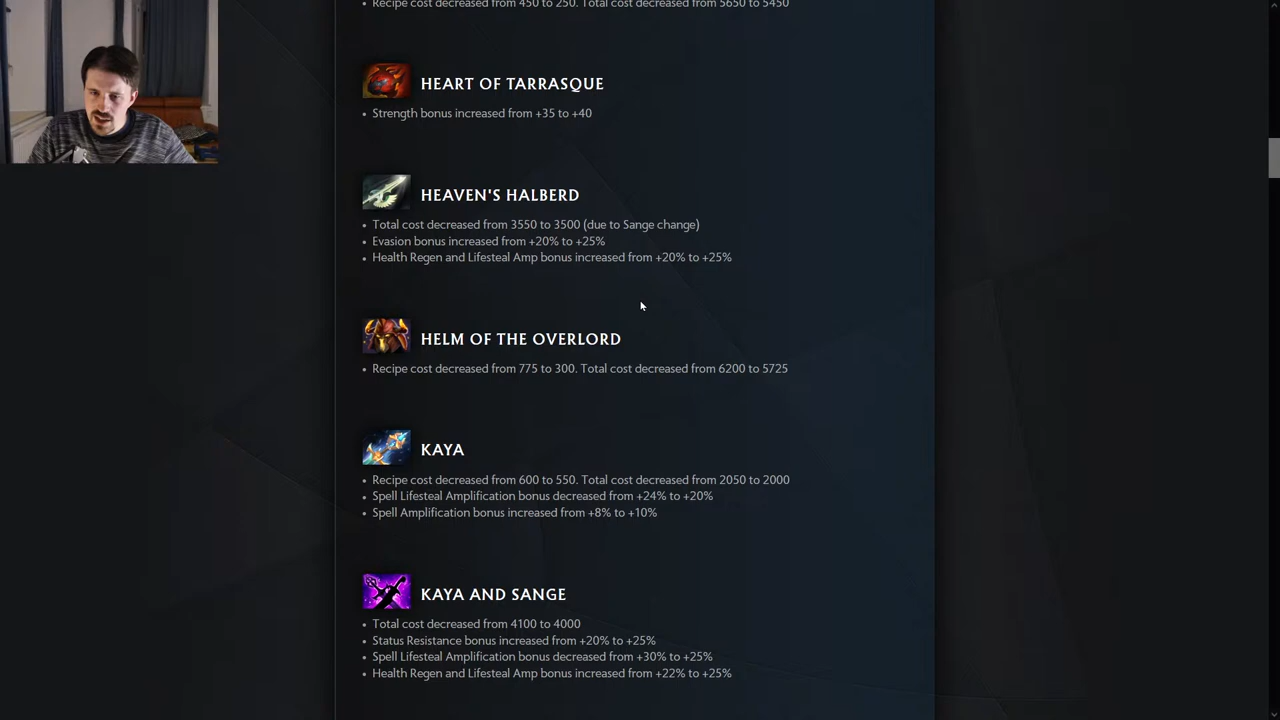 • Recipe cost decreased from 450 to 250. Total cost decreased from 5650 to 5450
HEART OF TARRASQUE
• Strength bonus increased from +35 to +40
HEAVEN'S HALBERD
• Total cost decreased from 3550 to 3500 (due to Sange change)
• Evasion bonus increased from +20% to +25%
• Health Regen and Lifesteal Amp bonus increased from +20% to +25%
HELM OF THE OVERLORD
• Recipe cost decreased from 775 to 300. Total cost decreased from 6200 to 5725
KAYA
• Recipe cost decreased from 600 to 550. Total cost decreased from 2050 to 2000
• Spell Lifesteal Amplification bonus decreased from +24% to +20%
• Spell Amplification bonus increased from +8% to +10%
KAYA AND SANGE
• Total cost decreased from 4100 to 4000
• Status Resistance bonus increased from +20% to +25%
• Spell Lifesteal Amplification bonus decreased from +30% to +25%
• Health Regen and Lifesteal Amp bonus increased from +22% to +25%